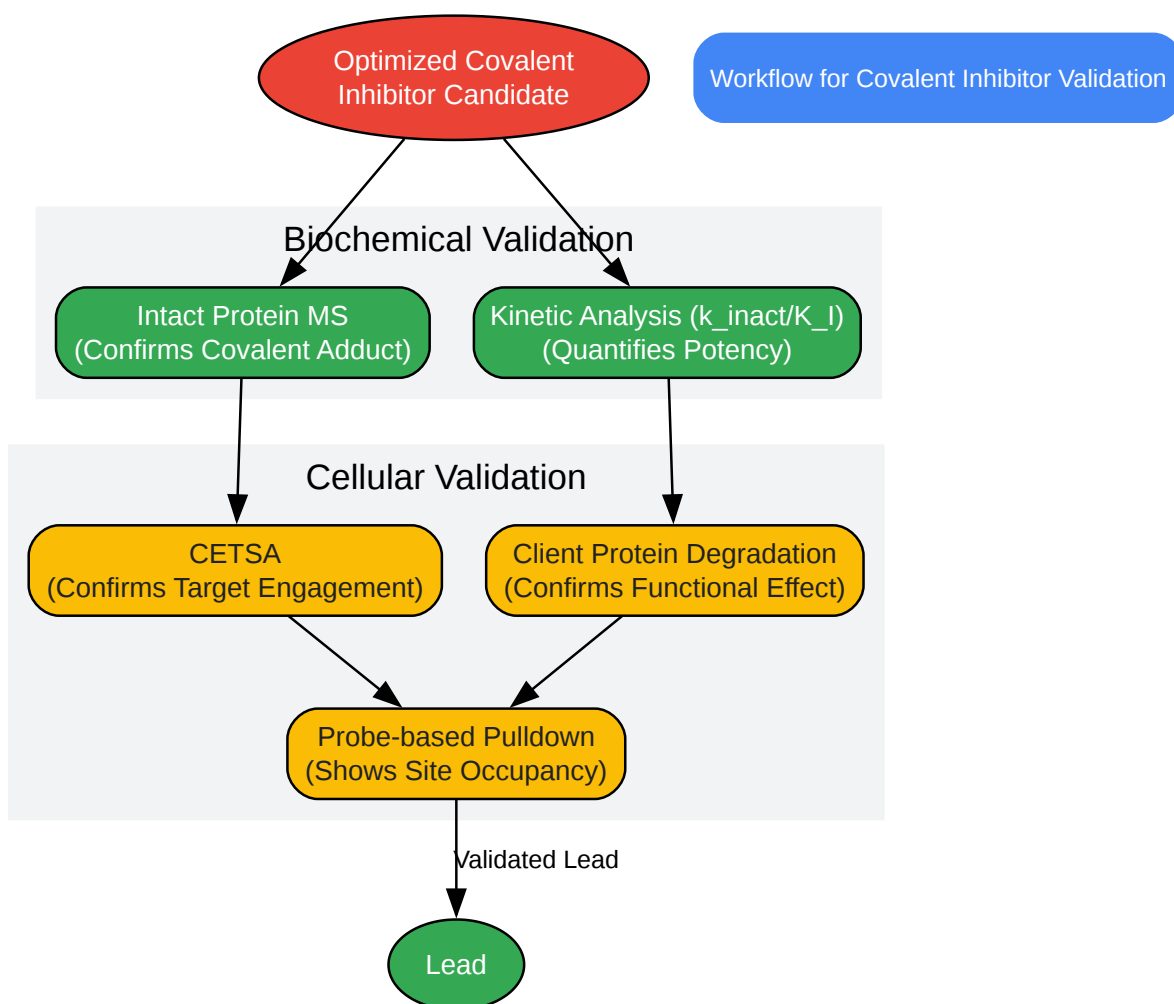 Optimized Covalent
Inhibitor Candidate
Workflow for Covalent Inhibitor Validation
Biochemical Validation
Intact Protein MS
(Confirms Covalent Adduct)
Kinetic Analysis (k_inact/K_I)
(Quantifies Potency)
Cellular Validation
CETSA
(Confirms Target Engagement)
Client Protein Degradation
(Confirms Functional Effect)
Probe-based Pulldown
(Shows Site Occupancy)
Validated Lead
Lead